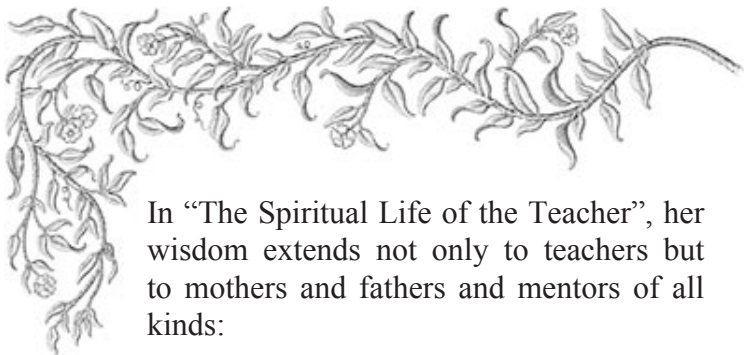 In “The Spiritual Life of the Teacher”, her
wisdom extends not only to teachers but
to mothers and fathers and mentors of all
kinds: